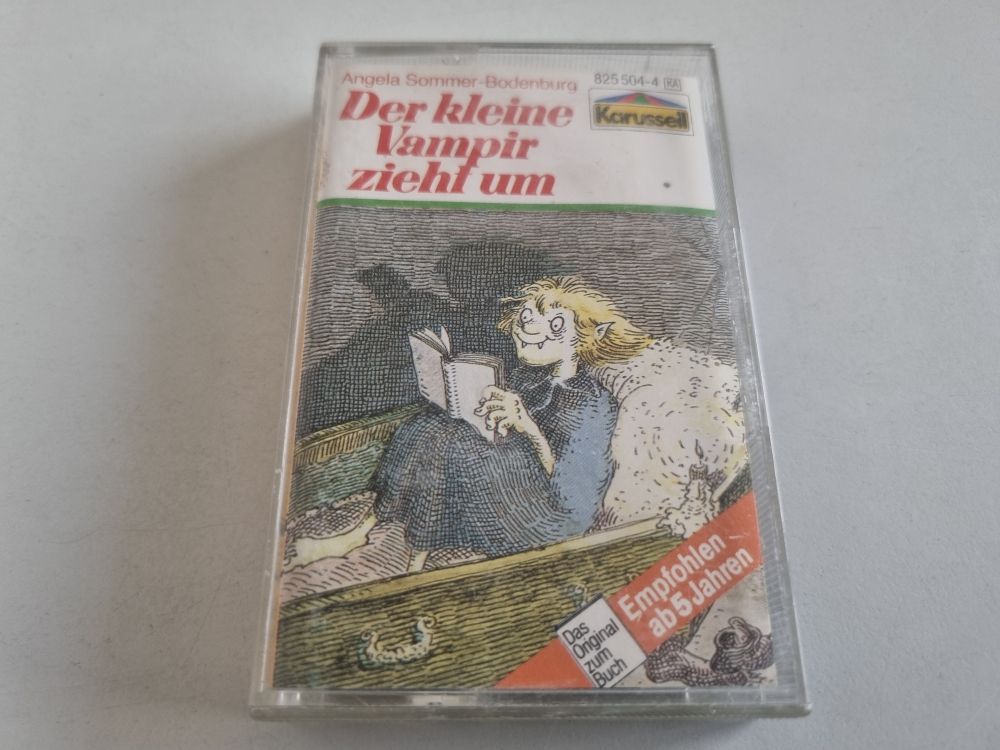 Angela Sommer-Bodenburg
825 504-4 RA
Der kleine
Vampir
zieht um
Karussell
Empfohlen
ab 5 Jahren
Das
Original
zum
Buch